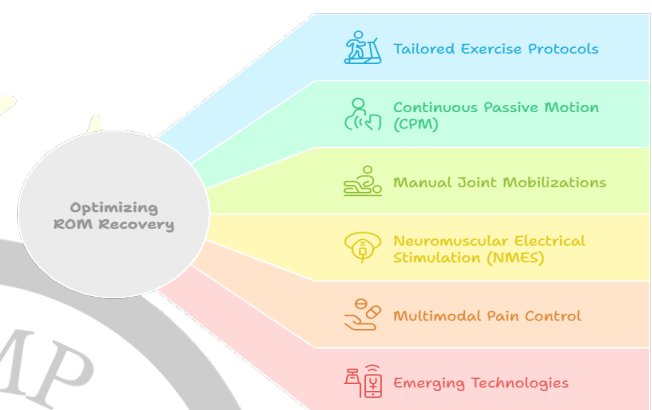 Tailored Exercise Protocols
Continuous Passive Motion
(CPM)
Manual Joint Mobilizations
Optimizing
ROM Recovery
Neuromuscular Electrical
Stimulation (NMES)
Multimodal Pain Control
Emerging Technologies
MP